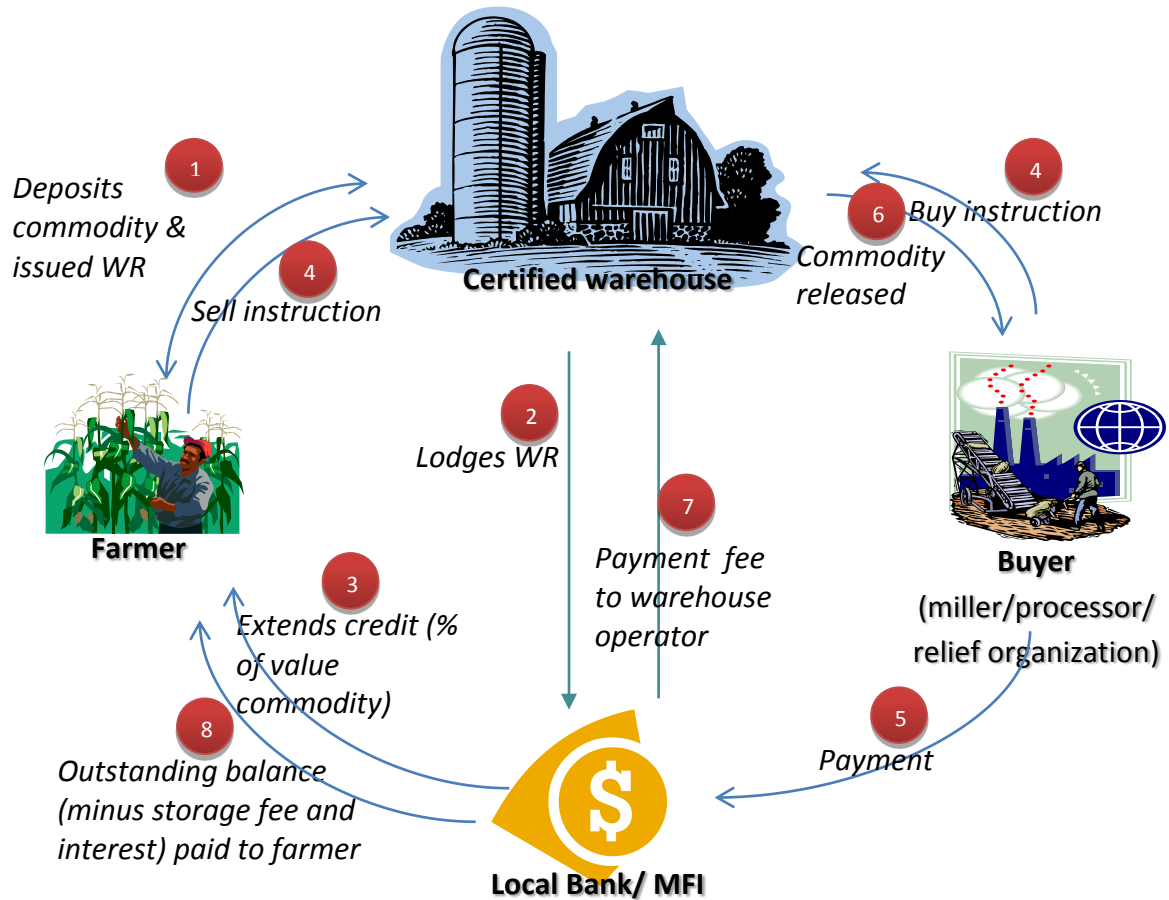 1
Deposits
commodity &
issued WR
4
Sell instruction
Certified warehouse
4
Buy instruction
6
Commodity
released
2
Lodges WR
Farmer
7
Payment fee
to warehouse
operator
Buyer
(miller/processor/
relief organization)
3
Extends credit (%
of value
commodity)
8
Outstanding balance
(minus storage fee and
interest) paid to farmer
5
Payment
$
Local Bank/ MFI